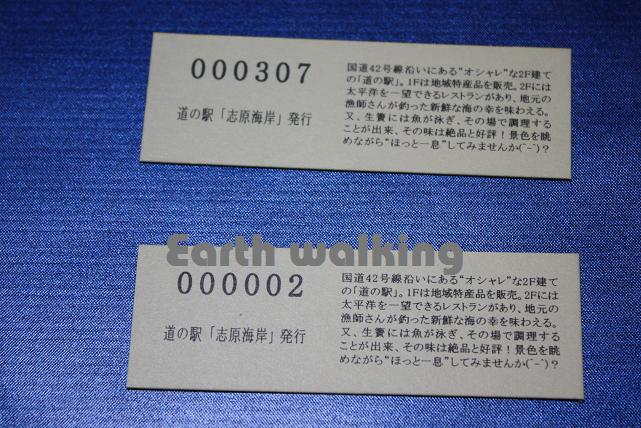 000307
道の駅「志原海岸」発行
国道42号線沿いにある“オシャレ”な2F建て
の「道の駅」。1Fは地域特産品を販売。2Fには
太平洋を一望できるレストランがあり、地元の
漁師さんが釣った新鮮な海の幸を味わえる。
又、生簀には魚が泳ぎ、その場で調理する
ことが出来、その味は絶品と好評！景色を眺
めながら“ほっと一息”してみませんか(^-^)？
Earth walking
000002
道の駅「志原海岸」発行
国道42号線沿いにある“オシャレ”な2F建て
の「道の駅」。1Fは地域特産品を販売。2Fには
太平洋を一望できるレストランがあり、地元の
漁師さんが釣った新鮮な海の幸を味わえる。
又、生簀には魚が泳ぎ、その場で調理する
ことが出来、その味は絶品と好評！景色を眺
めながら“ほっと一息”してみませんか(^-^)？